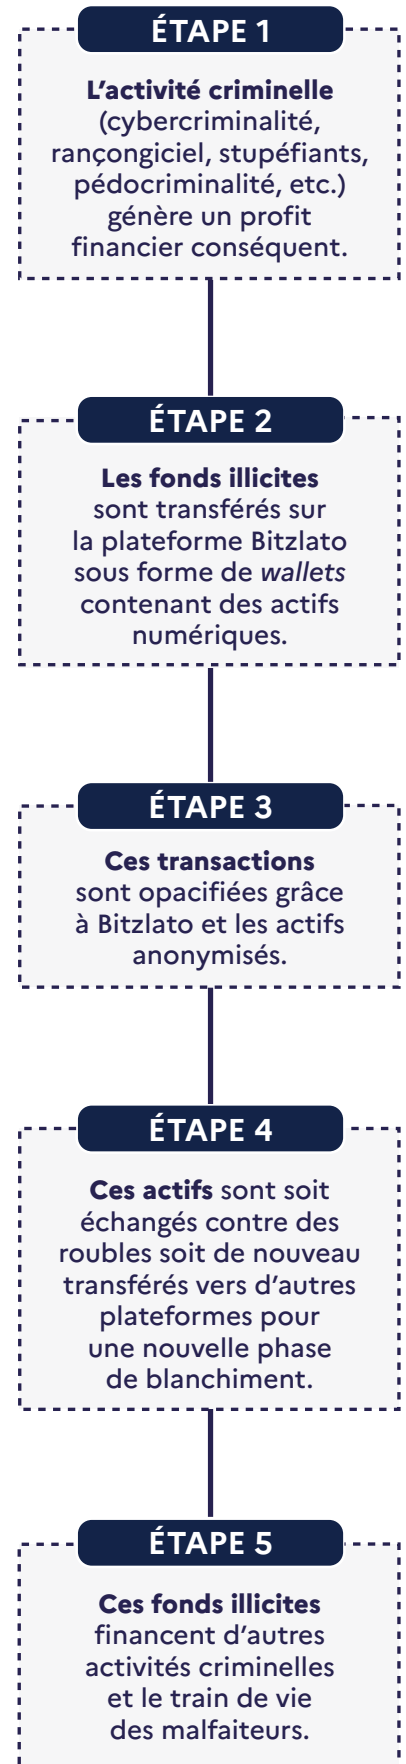 ÉTAPE 1
L'activité criminelle
(cybercriminalité,
rançongiciel, stupéfiants,
pédocriminalité, etc.)
génère un profit
financier conséquent.
ÉTAPE 2
Les fonds illicites
sont transférés sur
la plateforme Bitzlato
sous forme de wallets
contenant des actifs
numériques.
ÉTAPE 3
Ces transactions
sont opacifiées grâce
à Bitzlato et les actifs
anonymisés.
ÉTAPE 4
Ces actifs sont soit
échangés contre des
roubles soit de nouveau
transférés vers d'autres
plateformes pour
une nouvelle phase
de blanchiment.
ÉTAPE 5
Ces fonds illicites
financent d'autres
activités criminelles
et le train de vie
des malfaiteurs.